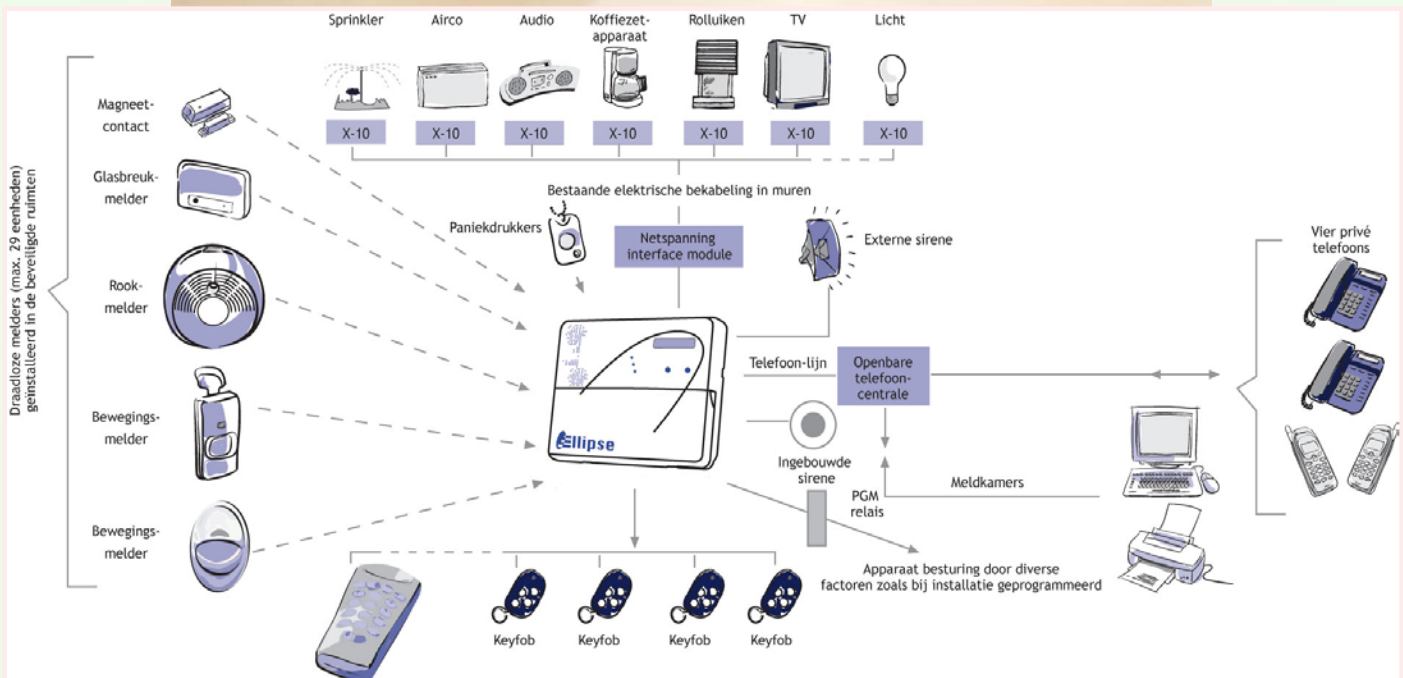 Sprinkler
Airco
Audio
Koffiezet-
apparaat
Rolluiken
TV
Licht
X-10
X-10
X-10
X-10
X-10
X-10
X-10
Bestaande elektrische bekabeling in muren
Draadloze melders (max. 29 eenheden)
geïnstalleerd in de beveiligde ruimten
Magneet-
contact
Glasbreuk-
melder
Rook-
melder
Bewegings-
melder
Bewegings-
melder
Paniekdrukkers
Netspanning
interface module
Externe sirene
Vier privé
telefoons
Ellipse
Telefoon-lijn
Openbare
telefoon-
centrale
Ingebouwde
sirene
PGM
relais
Meldkamers
Apparaat besturing door diverse
factoren zoals bij installatie geprogrammeerd
Keyfob
Keyfob
Keyfob
Keyfob